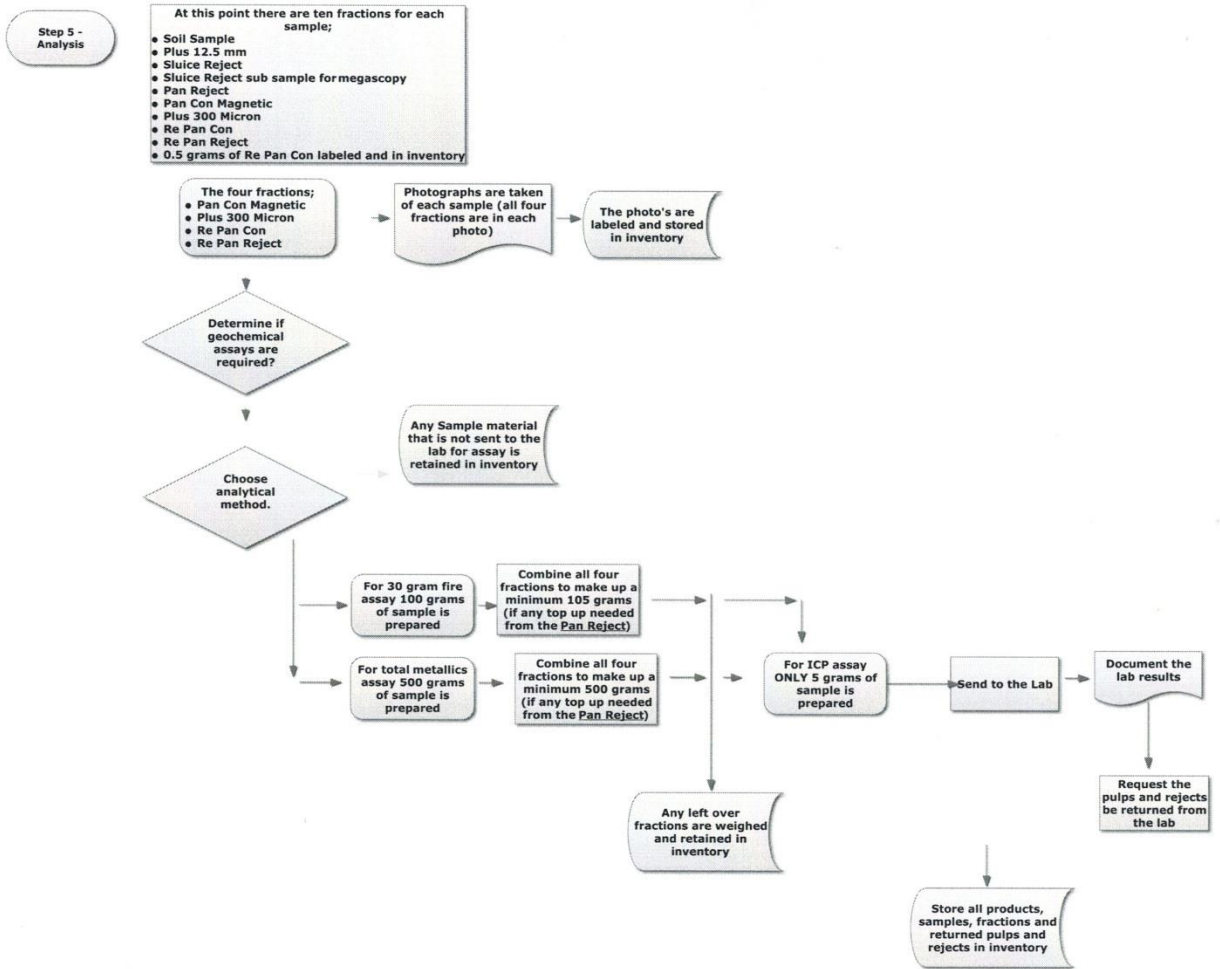 Step 5 -
Analysis
At this point there are ten fractions for each
sample;
• Soil Sample
• Plus 12.5 mm
• Sluice Reject
• Sluice Reject sub sample for megascopy
• Pan Reject
• Pan Con Magnetic
• Plus 300 Micron
• Re Pan Con
• Re Pan Reject
• 0.5 grams of Re Pan Con labeled and in inventory
The four fractions;
• Pan Con Magnetic
• Plus 300 Micron
• Re Pan Con
• Re Pan Reject
Photographs are taken
of each sample (all four
fractions are in each
photo)
The photo's are
labeled and stored
in inventory
Determine if
geochemical
assays are
required?
Any Sample material
that is not sent to the
lab for assay is
retained in inventory
Choose
analytical
method.
For 30 gram fire
assay 100 grams
of sample is
prepared
Combine all four
fractions to make up a
minimum 105 grams
(if any top up needed
from the Pan Reject)
For total metallics
assay 500 grams
of sample is
prepared
Combine all four
fractions to make up a
minimum 500 grams
(if any top up needed
from the Pan Reject)
For ICP assay
ONLY 5 grams of
sample is
prepared
Send to the Lab
Document the
lab results
Request the
pulps and rejects
be returned from
the lab
Any left over
fractions are weighed
and retained in
inventory
Store all products,
samples, fractions and
returned pulps and
rejects in inventory